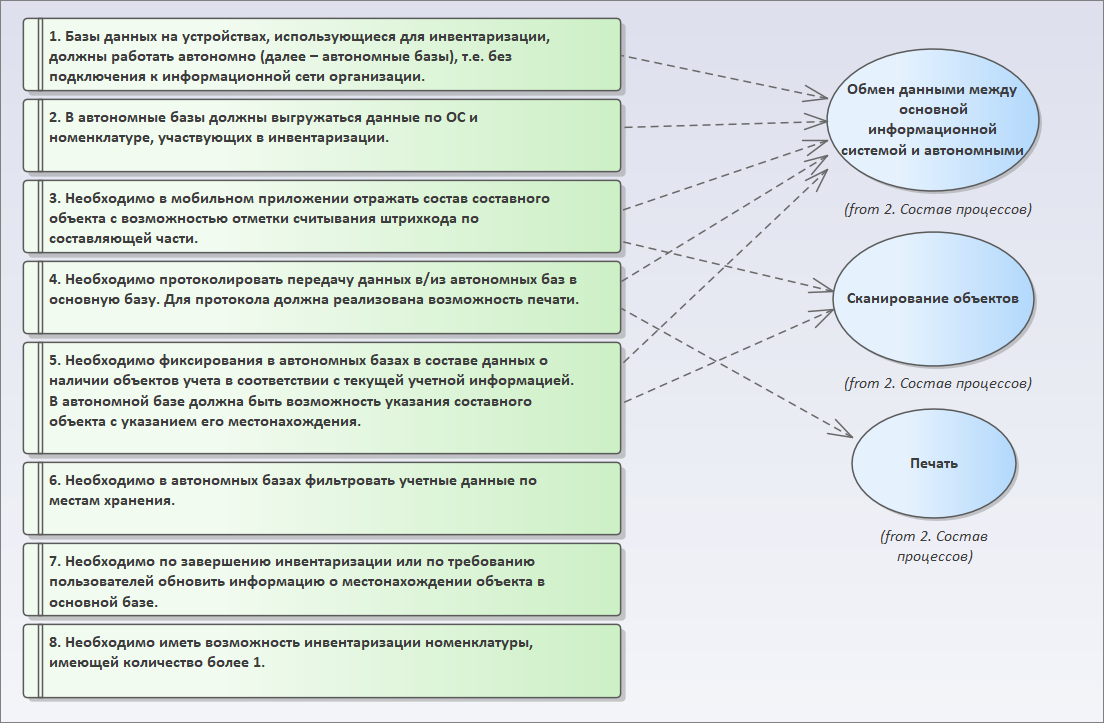 1. Базы данных на устройствах, использующиеся для инвентаризации,
должны работать автономно (далее – автономные базы), т.е. без
подключения к информационной сети организации.
2. В автономные базы должны выгружаться данные по ОС и
номенклатуре, участвующих в инвентаризации.
3. Необходимо в мобильном приложении отражать состав составного
объекта с возможностью отметки считывания штрихкода по
составляющей части.
4. Необходимо протоколировать передачу данных в/из автономных баз в
основную базу. Для протокола должна реализована возможность печати.
5. Необходимо фиксирования в автономных базах в составе данных о
наличии объектов учета в соответствии с текущей учетной информацией.
В автономной базе должна быть возможность указания составного
объекта с указанием его местонахождения.
6. Необходимо в автономных базах фильтровать учетные данные по
местам хранения.
7. Необходимо по завершению инвентаризации или по требованию
пользователей обновить информацию о местонахождении объекта в
основной базе.
8. Необходимо иметь возможность инвентаризации номенклатуры,
имеющей количество более 1.
Обмен данными между
основной
информационной
системой и автономными
(from 2. Состав процессов)
Сканирование объектов
(from 2. Состав процессов)
Печать
(from 2. Состав
процессов)